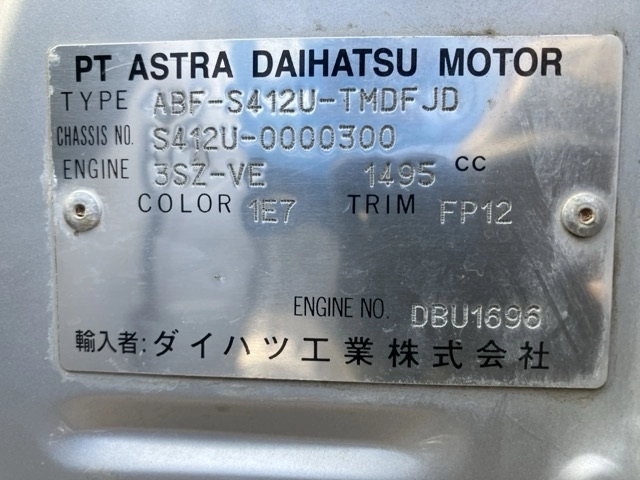 PT ASTRA DAIHATSU MOTOR
TYPE ABF-S412U-TMDFJD
CHASSIS NO. S412U-0000300
ENGINE 3SZ-VE 1495 CC
COLOR 1E7 TRIM FP12
ENGINE NO. DBU1696
輸入者:ダイハツ工業株式会社